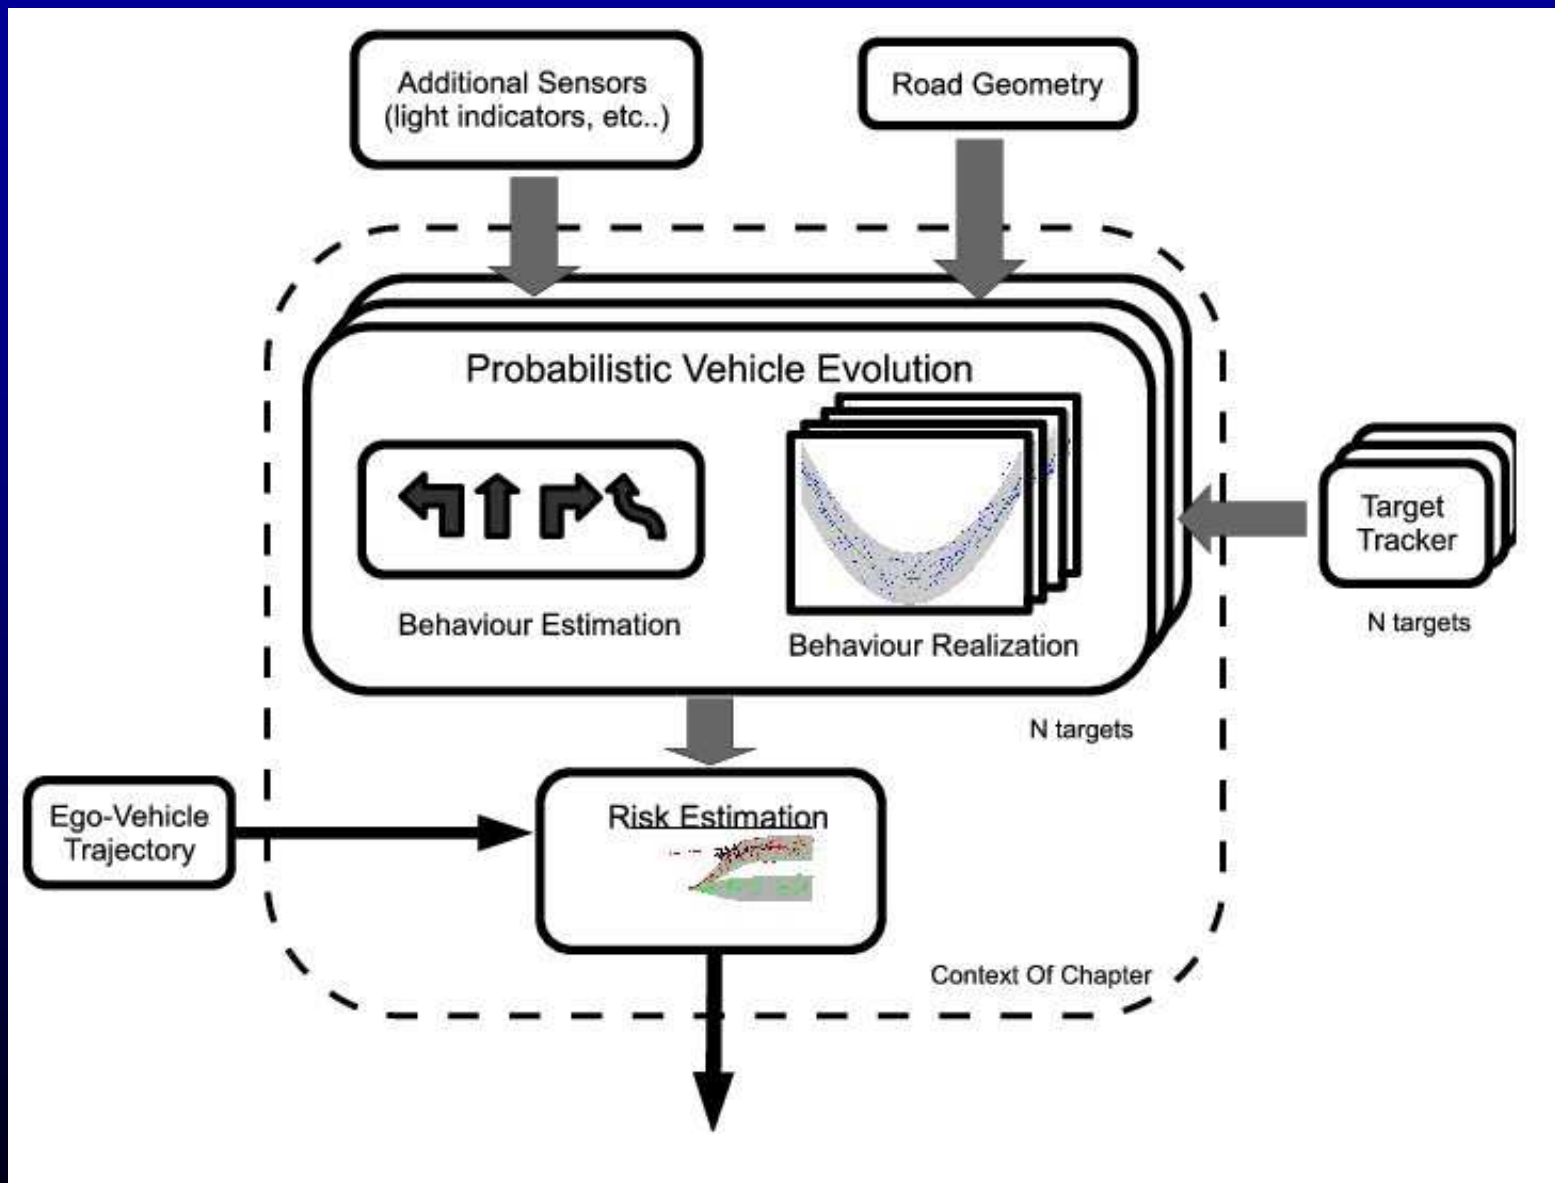 Additional Sensors
(light indicators, etc..)
Road Geometry
Probabilistic Vehicle Evolution
Target
Tracker
Behaviour Estimation
Behaviour Realization
N targets
N targets
Ego-Vehicle
Trajectory
Risk Estimation
Context Of Chapter